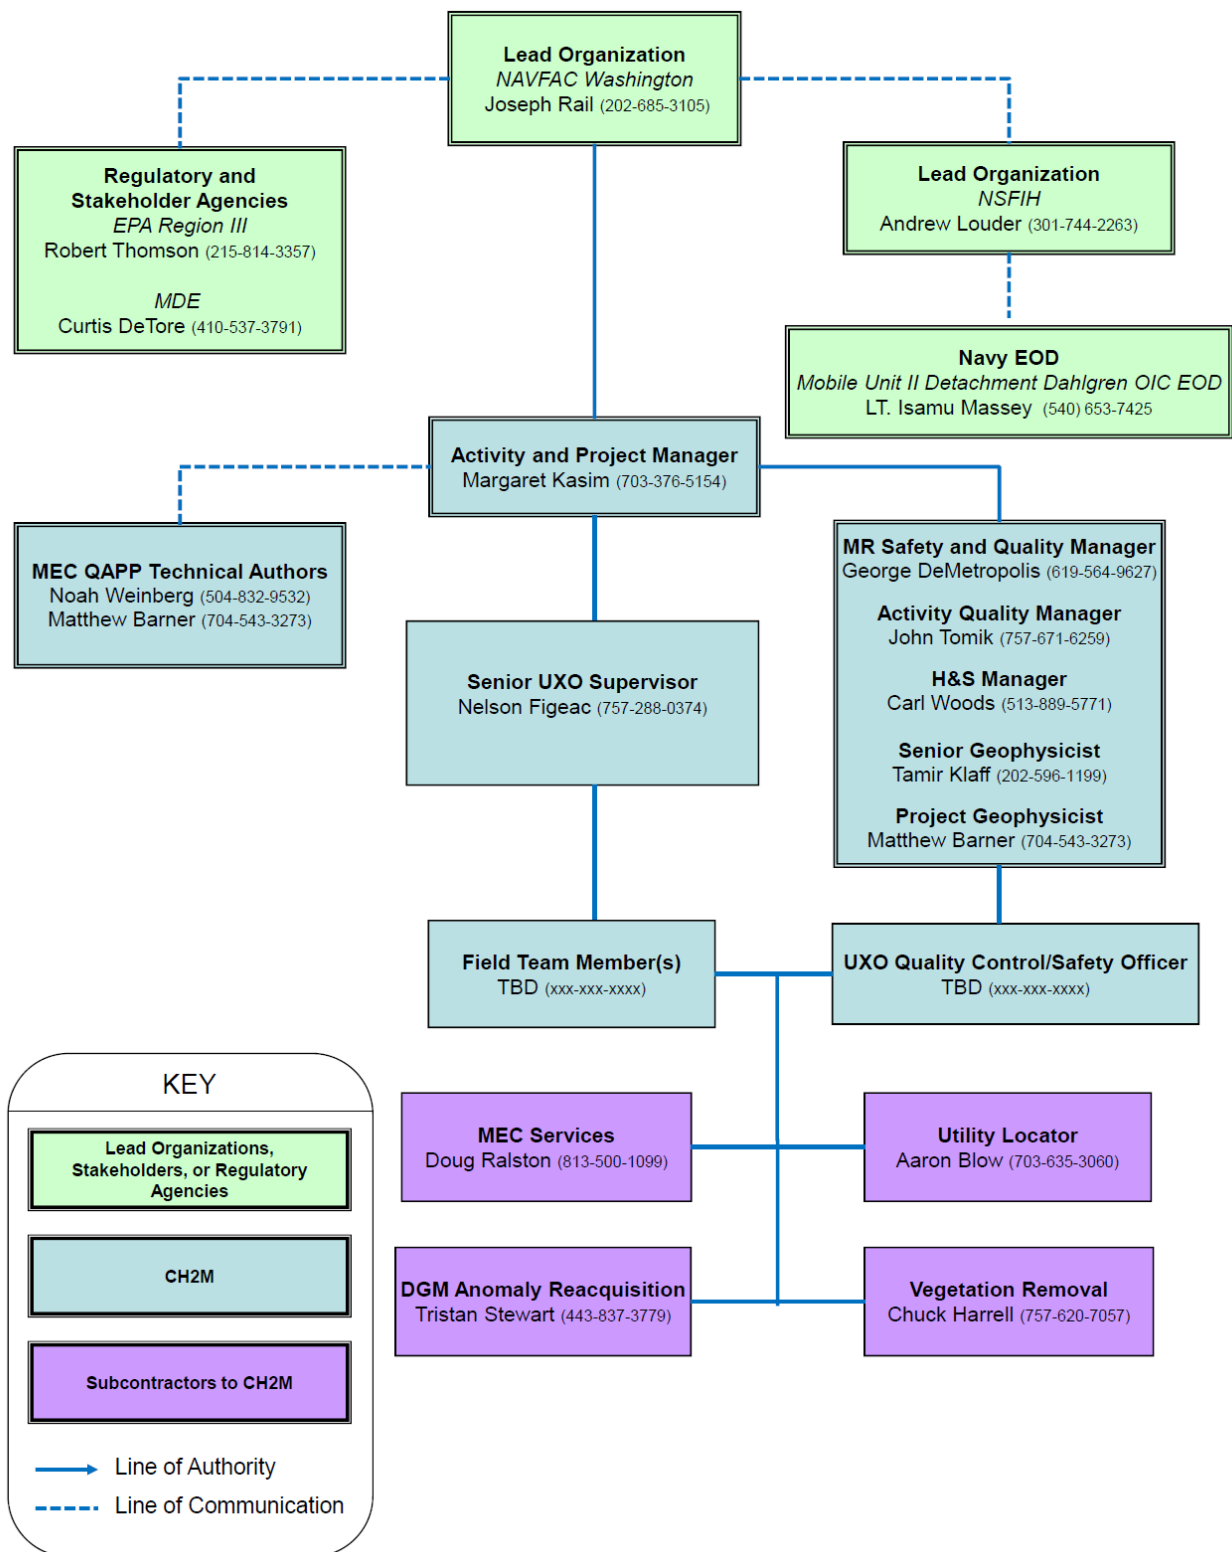 Lead Organization
NAVFAC Washington
Joseph Rail (202-685-3105)
Regulatory and
Stakeholder Agencies
EPA Region III
Robert Thomson (215-814-3357)
MDE
Curtis DeTore (410-537-3791)
Lead Organization
NSFIH
Andrew Louder (301-744-2263)
Navy EOD
Mobile Unit II Detachment Dahlgren OIC EOD
LT. Isamu Massey (540) 653-7425
Activity and Project Manager
Margaret Kasim (703-376-5154)
MEC QAPP Technical Authors
Noah Weinberg (504-832-9532)
Matthew Barner (704-543-3273)
MR Safety and Quality Manager
George DeMetropolis (619-564-9627)
Activity Quality Manager
John Tomik (757-671-6259)
H&S Manager
Carl Woods (513-889-5771)
Senior Geophysicist
Tamir Klaff (202-596-1199)
Project Geophysicist
Matthew Barner (704-543-3273)
Senior UXO Supervisor
Nelson Figeac (757-288-0374)
Field Team Member(s)
TBD (xxx-xxx-xxxx)
UXO Quality Control/Safety Officer
TBD (xxx-xxx-xxxx)
MEC Services
Doug Ralston (813-500-1099)
Utility Locator
Aaron Blow (703-635-3060)
DGM Anomaly Reacquisition
Tristan Stewart (443-837-3779)
Vegetation Removal
Chuck Harrell (757-620-7057)
KEY
Lead Organizations,
Stakeholders, or Regulatory
Agencies
CH2M
Subcontractors to CH2M
Line of Authority
Line of Communication